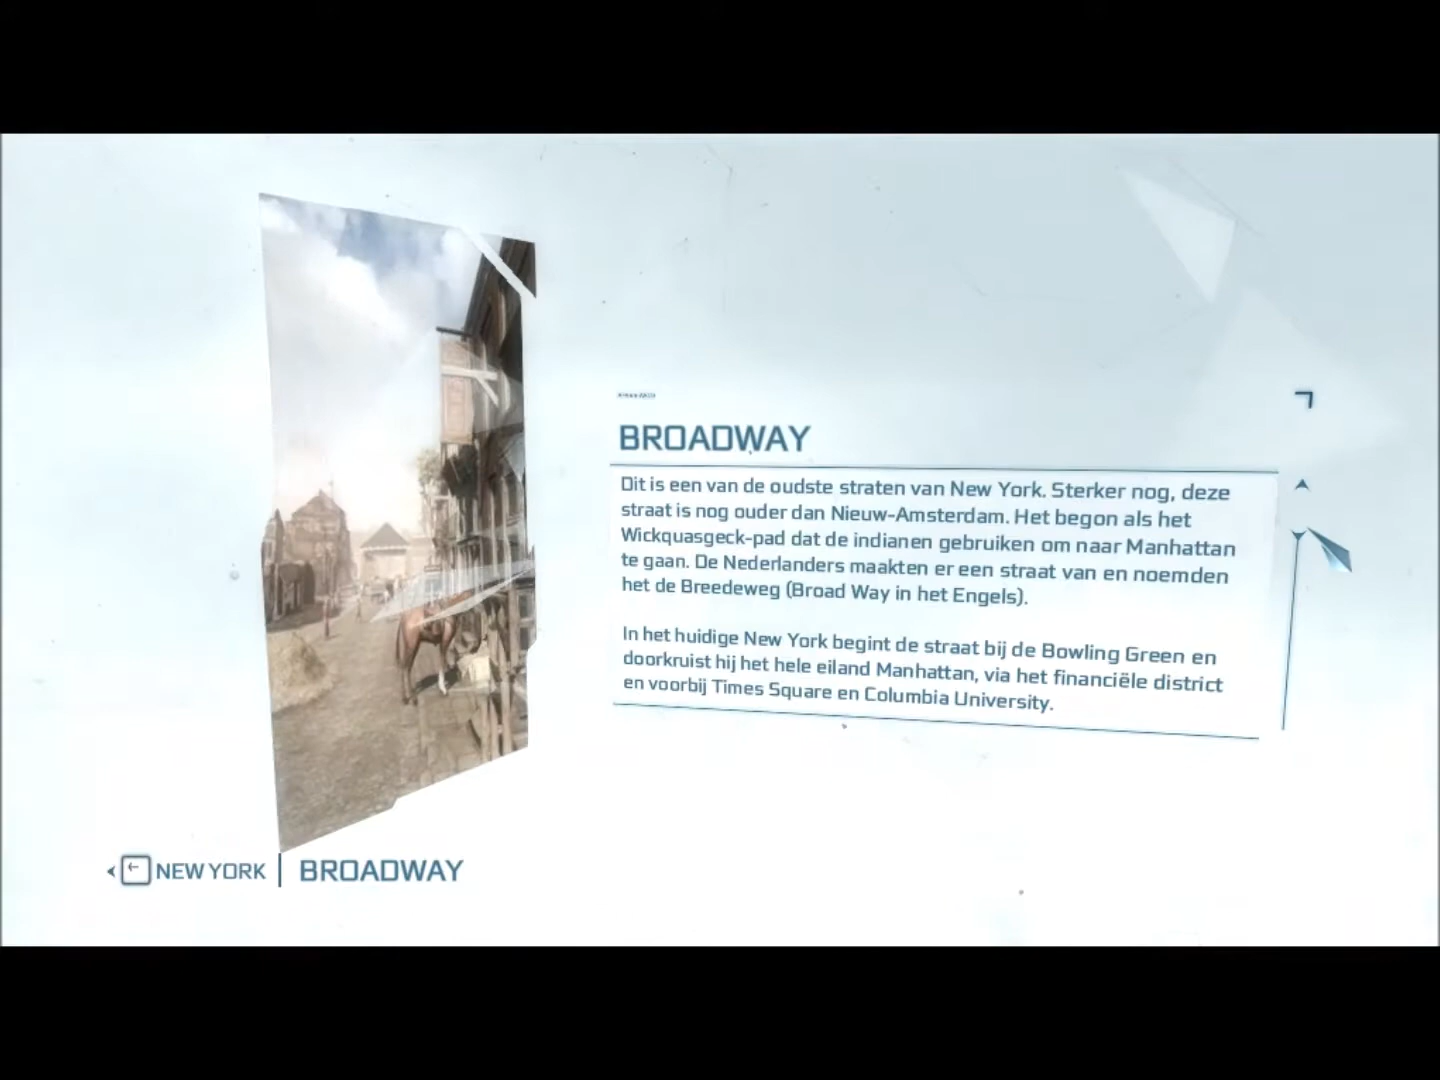 BROADWAY
Dit is een van de oudste straten van New York. Sterker nog, deze
straat is nog ouder dan Nieuw-Amsterdam. Het begon als het
Wickquasgeck-pad dat de indianen gebruiken om naar Manhattan
te gaan. De Nederlanders maakten er een straat van en noemden
het de Breedeweg (Broad Way in het Engels).
In het huidige New York begint de straat bij de Bowling Green en
doorkruist hij het hele eiland Manhattan, via het financiële district
en voorbij Times Square en Columbia University.
NEW YORK | BROADWAY